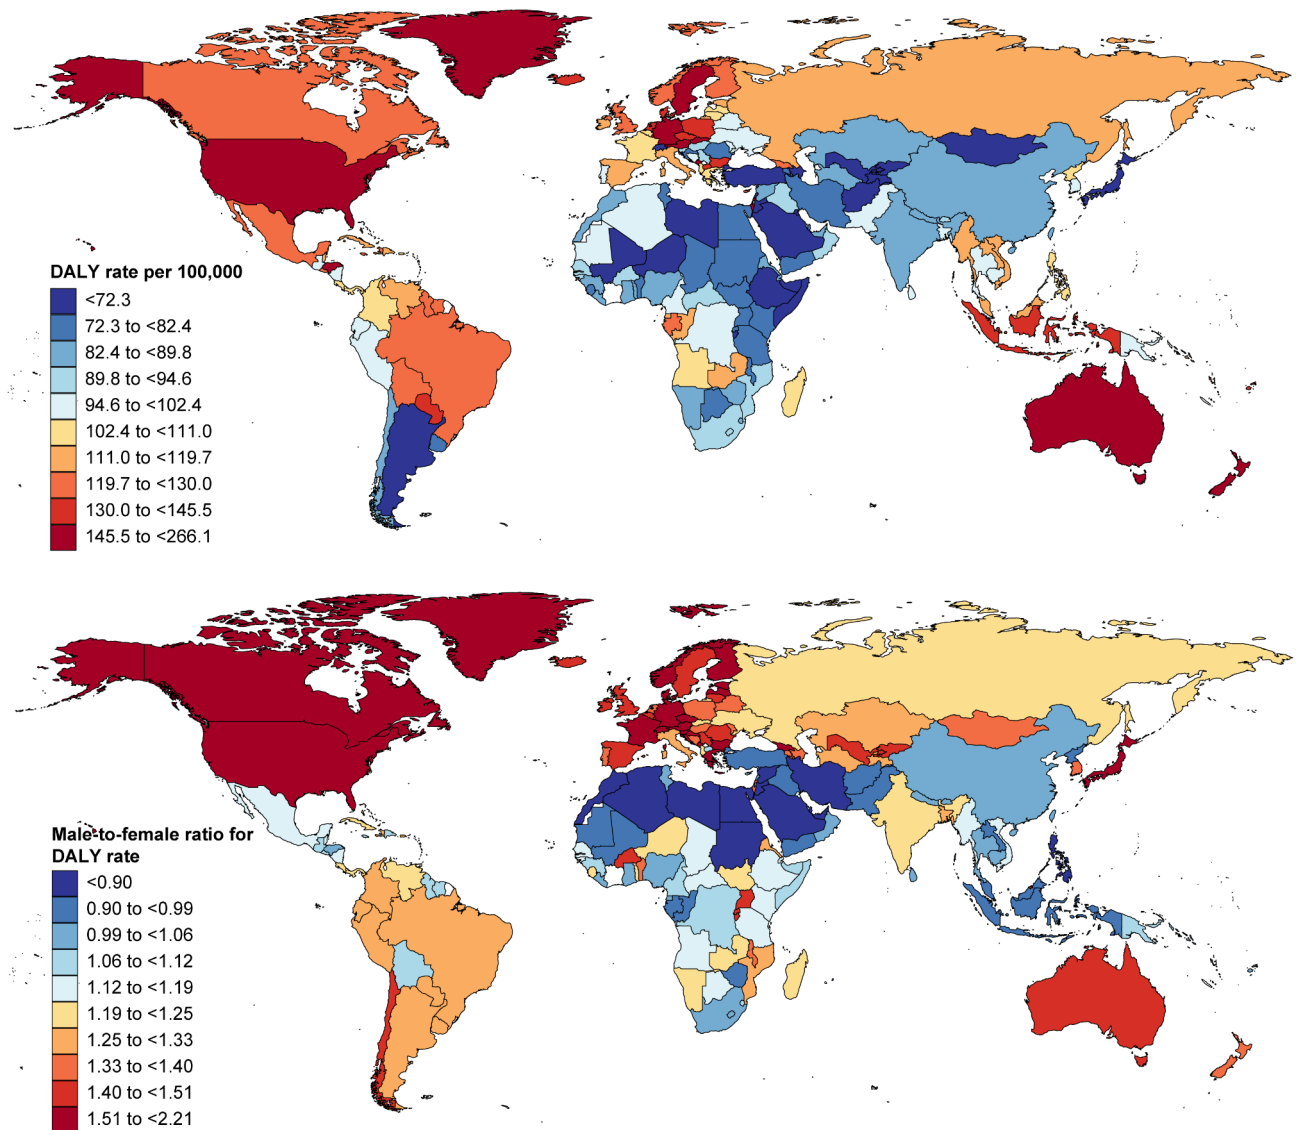 DALY rate per 100,000
<72.3
72.3 to <82.4
82.4 to <89.8
89.8 to <94.6
94.6 to <102.4
102.4 to <111.0
111.0 to <119.7
119.7 to <130.0
130.0 to <145.5
145.5 to <266.1
Male-to-female ratio for
DALY rate
<0.90
0.90 to <0.99
0.99 to <1.06
1.06 to <1.12
1.12 to <1.19
1.19 to <1.25
1.25 to <1.33
1.33 to <1.40
1.40 to <1.51
1.51 to <2.21